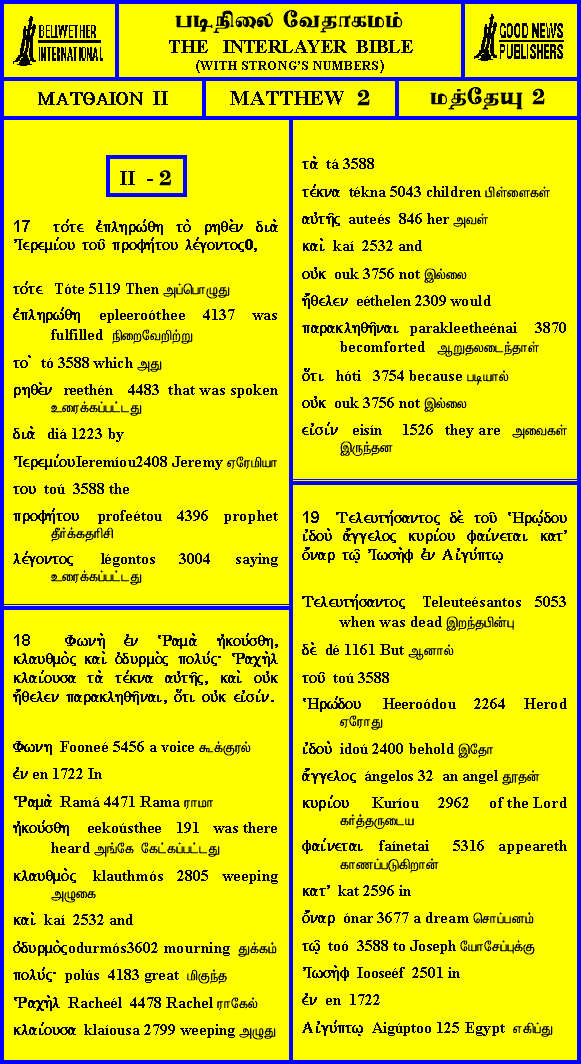 BELLWETHER
INTERNATIONAL
படிநிலை வேதாகமம்
THE INTERLAYER BIBLE
(WITH STRONG'S NUMBERS)
GOOD NEWS
PUBLISHERS
ΜΑΤΘΑΙΟΝ II
MATTHEW 2
மத்தேயு 2
II - 2
17 τότε ἐπληρώθη τὸ ρηθὲν διὰ
Ἰερεμίου τοῦ προφήτου λέγοντος0,
τότε Tóte 5119 Then அப்பொழுது
ἐπληρώθη epleeroóthee 4137 was
fulfilled நிறைவேறிற்று
το` tó 3588 which அது
ρηθὲν reethén 4483 that was spoken
உரைக்கப்பட்டது
διὰ diá 1223 by
ἸερεμίουIeremíou2408 Jeremy ஏரேமியா
του toú 3588 the
προφήτου profeétou 4396 prophet
தீர்க்கதரிசி
λέγοντος légontos 3004 saying
உரைக்கப்பட்டது
18 Φωνὴ ἐν Ῥαμὰ ἠκούσθη,
κλαυθμὸς καὶ ὀδυρμὸς πολύς· Ῥαχὴλ
κλαίουσα τὰ τέκνα αὐτῆς, καὶ οὐκ
ἤθελεν παρακληθῆναι, ὅτι οὐκ εἰσίν.
Φωνη Fooneé 5456 a voice கூக்குரல்
ἐν en 1722 In
Ῥαμὰ Ramá 4471 Rama ராமா
ἠκούσθη eekoústhee 191 was there
heard அங்கே கேட்கப்பட்டது
κλαυθμὸς klauthmós 2805 weeping
அழுகை
καὶ kaí 2532 and
ὀδυρμὸςodurmós3602 mourning துக்கம்
πολύς· polús 4183 great மிகுந்த
Ῥαχὴλ Racheél 4478 Rachel ராகேல்
κλαίουσα klaíousa 2799 weeping அழுது
τὰ tá 3588
τέκνα tékna 5043 children பிள்ளைகள்
αὐτῆς auteés 846 her அவள்
καὶ kaí 2532 and
οὐκ ouk 3756 not இல்லை
ἤθελεν eéthelen 2309 would
παρακληθῆναι parakleetheénai 3870
becomforted ஆறுதலடைந்தாள்
ὅτι hóti 3754 because படியால்
οὐκ ouk 3756 not இல்லை
εἰσίν eisín 1526 they are அவைகள்
இருந்தன
19 Τελευτήσαντος δὲ τοῦ Ἡρῴδου
ἰδοὺ ἄγγελος κυρίου φαίνεται κατ’
ὄναρ τῷ Ἰωσὴφ ἐν Αἰγύπτῳ
Τελευτήσαντος Teleuteésantos 5053
when was dead இறந்தபின்பு
δὲ dé 1161 But ஆனால்
τοῦ toú 3588
Ἡρώδου Heeroódou 2264 Herod
ஏரோது
ἰδοὺ idoú 2400 behold இதோ
ἄγγελος ángelos 32 an angel தூதன்
κυρίου Kuríou 2962 of the Lord
கர்த்தருடைய
φαίνεται faínetai 5316 appeareth
காணப்படுகிறான்
κατ’ kat 2596 in
ὄναρ ónar 3677 a dream சொப்பனம்
τῷ toó 3588 to Joseph யோசேப்புக்கு
Ἰωσὴφ Iooseéf 2501 in
ἐν en 1722
Αἰγύπτῳ Aigúptoo 125 Egypt எகிப்து